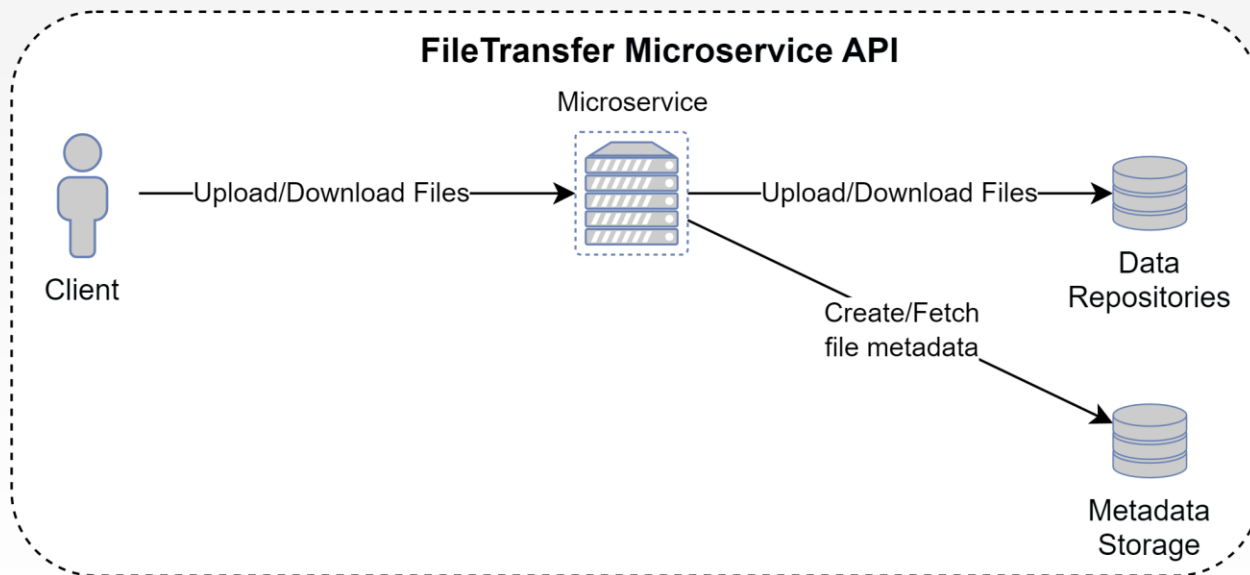 FileTransfer Microservice API
Microservice
Upload/Download Files
Upload/Download Files
Client
Data
Repositories
Create/Fetch
file metadata
Metadata
Storage